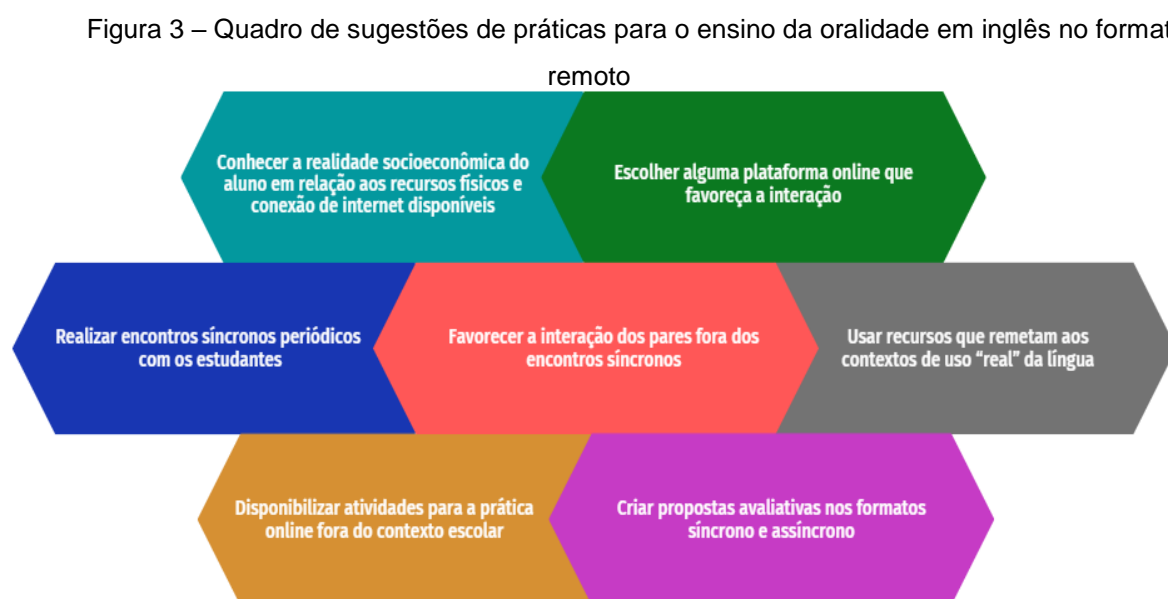 Figura 3 – Quadro de sugestões de práticas para o ensino da oralidade em inglês no format
remoto
Conhecer a realidade socioeconômica do
aluno em relação aos recursos físicos e
conexão de internet disponíveis
Escolher alguma plataforma online que
favoreça a interação
Realizar encontros síncronos periódicos
com os estudantes
Favorecer a interação dos pares fora dos
encontros síncronos
Usar recursos que remetam aos
contextos de uso “real” da língua
Disponibilizar atividades para a prática
online fora do contexto escolar
Criar propostas avaliativas nos formatos
síncrono e assíncrono